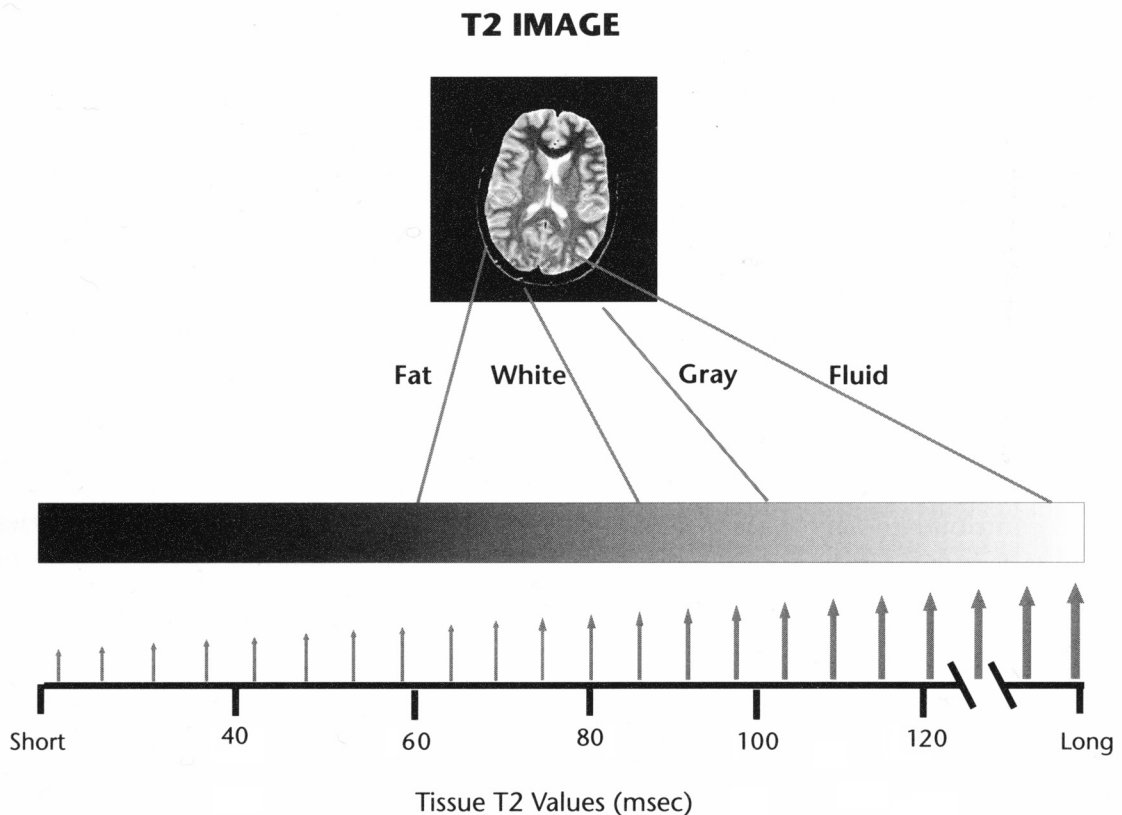 T2 IMAGE
Fat White Gray Fluid
Short 40 60 80 100 120 Long
Tissue T2 Values (msec)